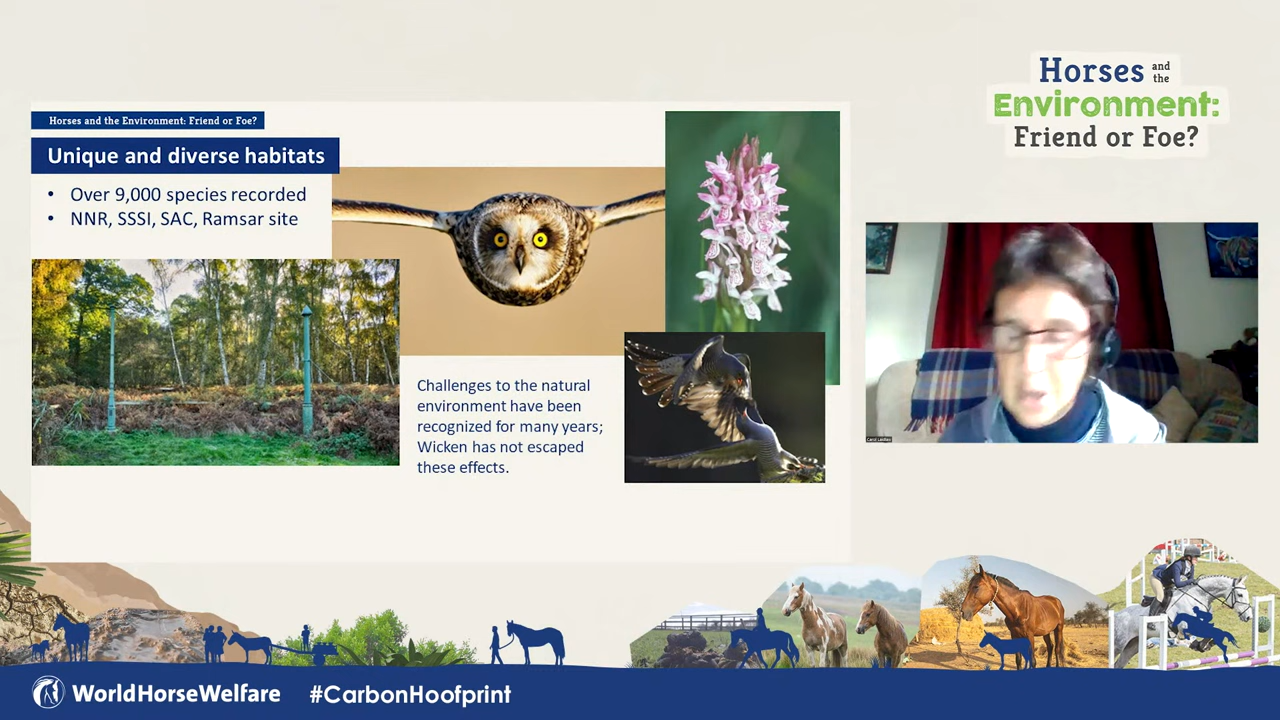 Horses and the
Environment:
Friend or Foe?
Horses and the Environment: Friend or Foe?
Unique and diverse habitats
• Over 9,000 species recorded
• NNR, SSSI, SAC, Ramsar site
Challenges to the natural
environment have been
recognized for many years;
Wicken has not escaped
these effects.
WorldHorseWelfare #CarbonHoofprint